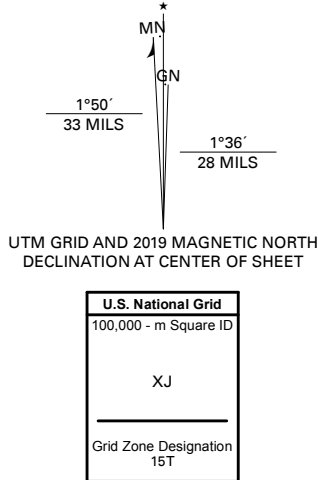 MN
GN
1°50´
33 MILS
1°36´
28 MILS
UTM GRID AND 2019 MAGNETIC NORTH
DECLINATION AT CENTER OF SHEET
U.S. National Grid
100,000 - m Square ID
XJ
Grid Zone Designation
15T